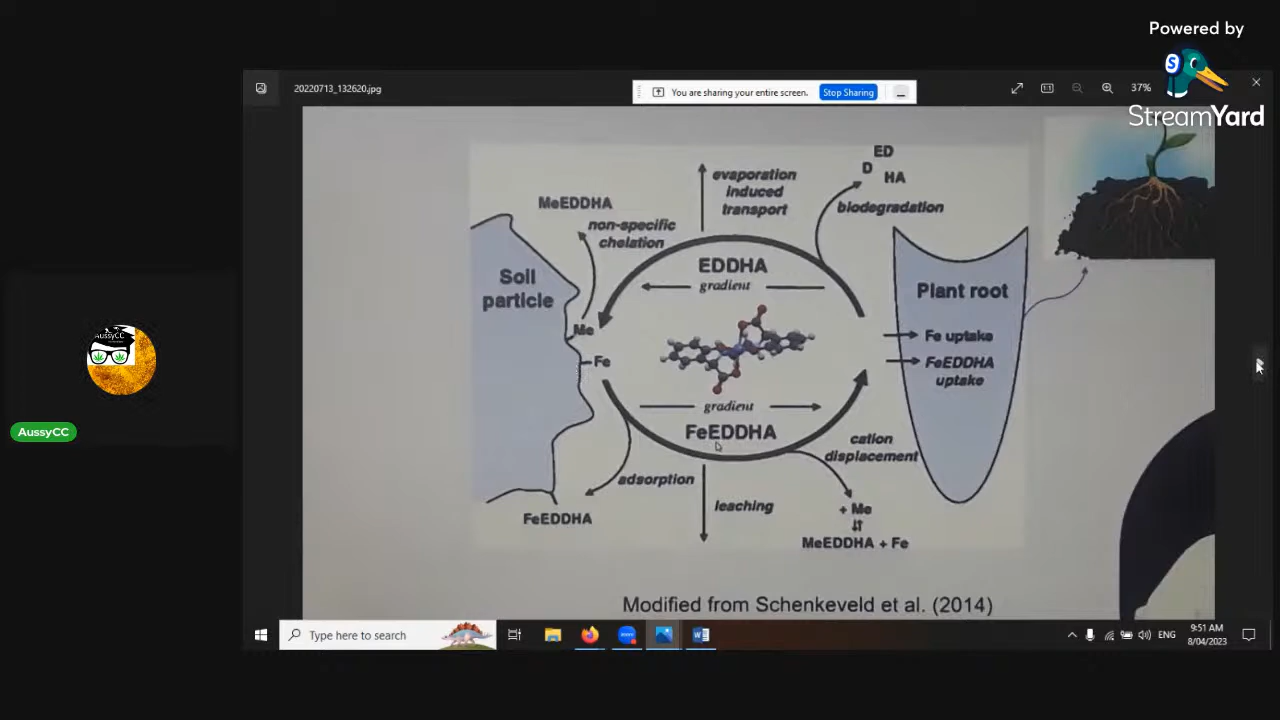 Powered by
StreamYard
20220713_132620.jpg
You are sharing your entire screen.
Stop Sharing
37%
ED
D
HA
evaporation
induced
transport
biodegradation
MeEDDHA
non-specific
chelation
EDDHA
gradient
Soil
particle
Plant root
Me
Fe
Fe uptake
FeEDDHA
uptake
gradient
FeEDDHA
cation
displacement
adsorption
leaching
FeEDDHA
+ Me
MeEDDHA + Fe
Modified from Schenkeveld et al. (2014)
AussyCC
AussyCC
Type here to search
zoom
W
ENG
9:51 AM
8/04/2023